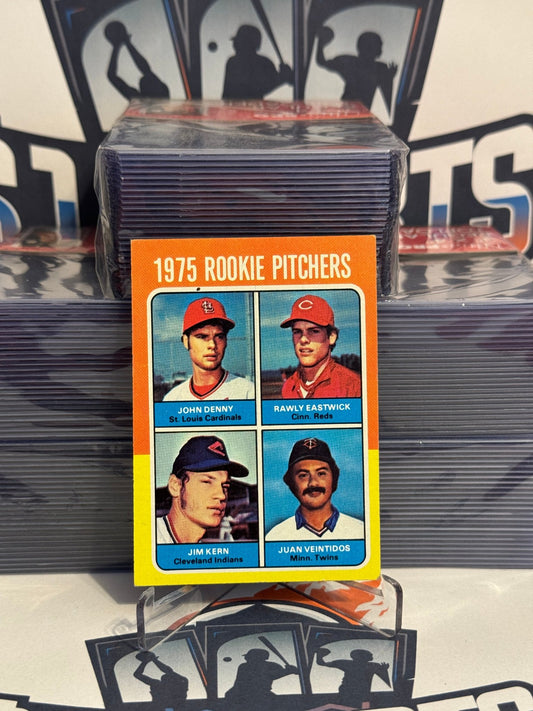 1975 ROOKIE PITCHERS
JOHN DENNY
St. Louis Cardinals
RAWLY EASTWICK
Cinn. Reds
JIM KERN
Cleveland Indians
JUAN VEINTIDOS
Minn. Twins